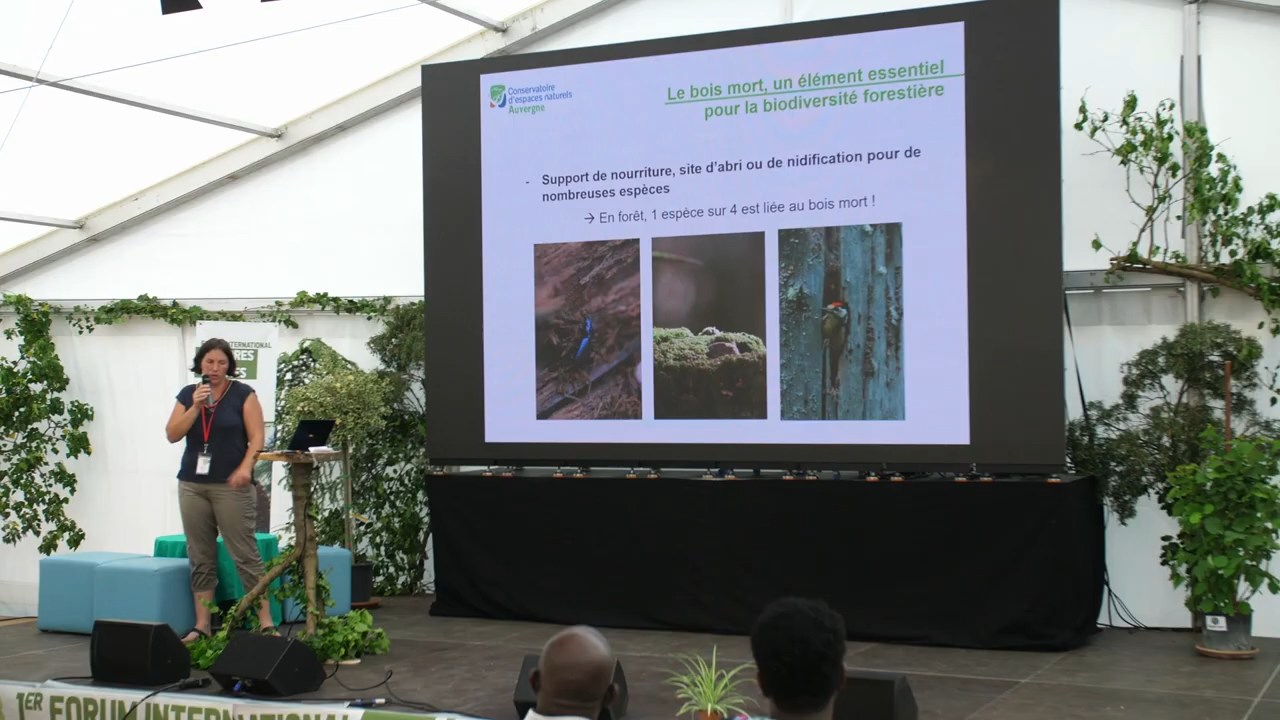 Conservatoire
d'espaces naturels
Auvergne
Le bois mort, un élément essentiel
pour la biodiversité forestière
- Support de nourriture, site d'abri ou de nidification pour de
nombreuses espèces
→ En forêt, 1 espèce sur 4 est liée au bois mort !
1ER FORUM INTERNATIONAL